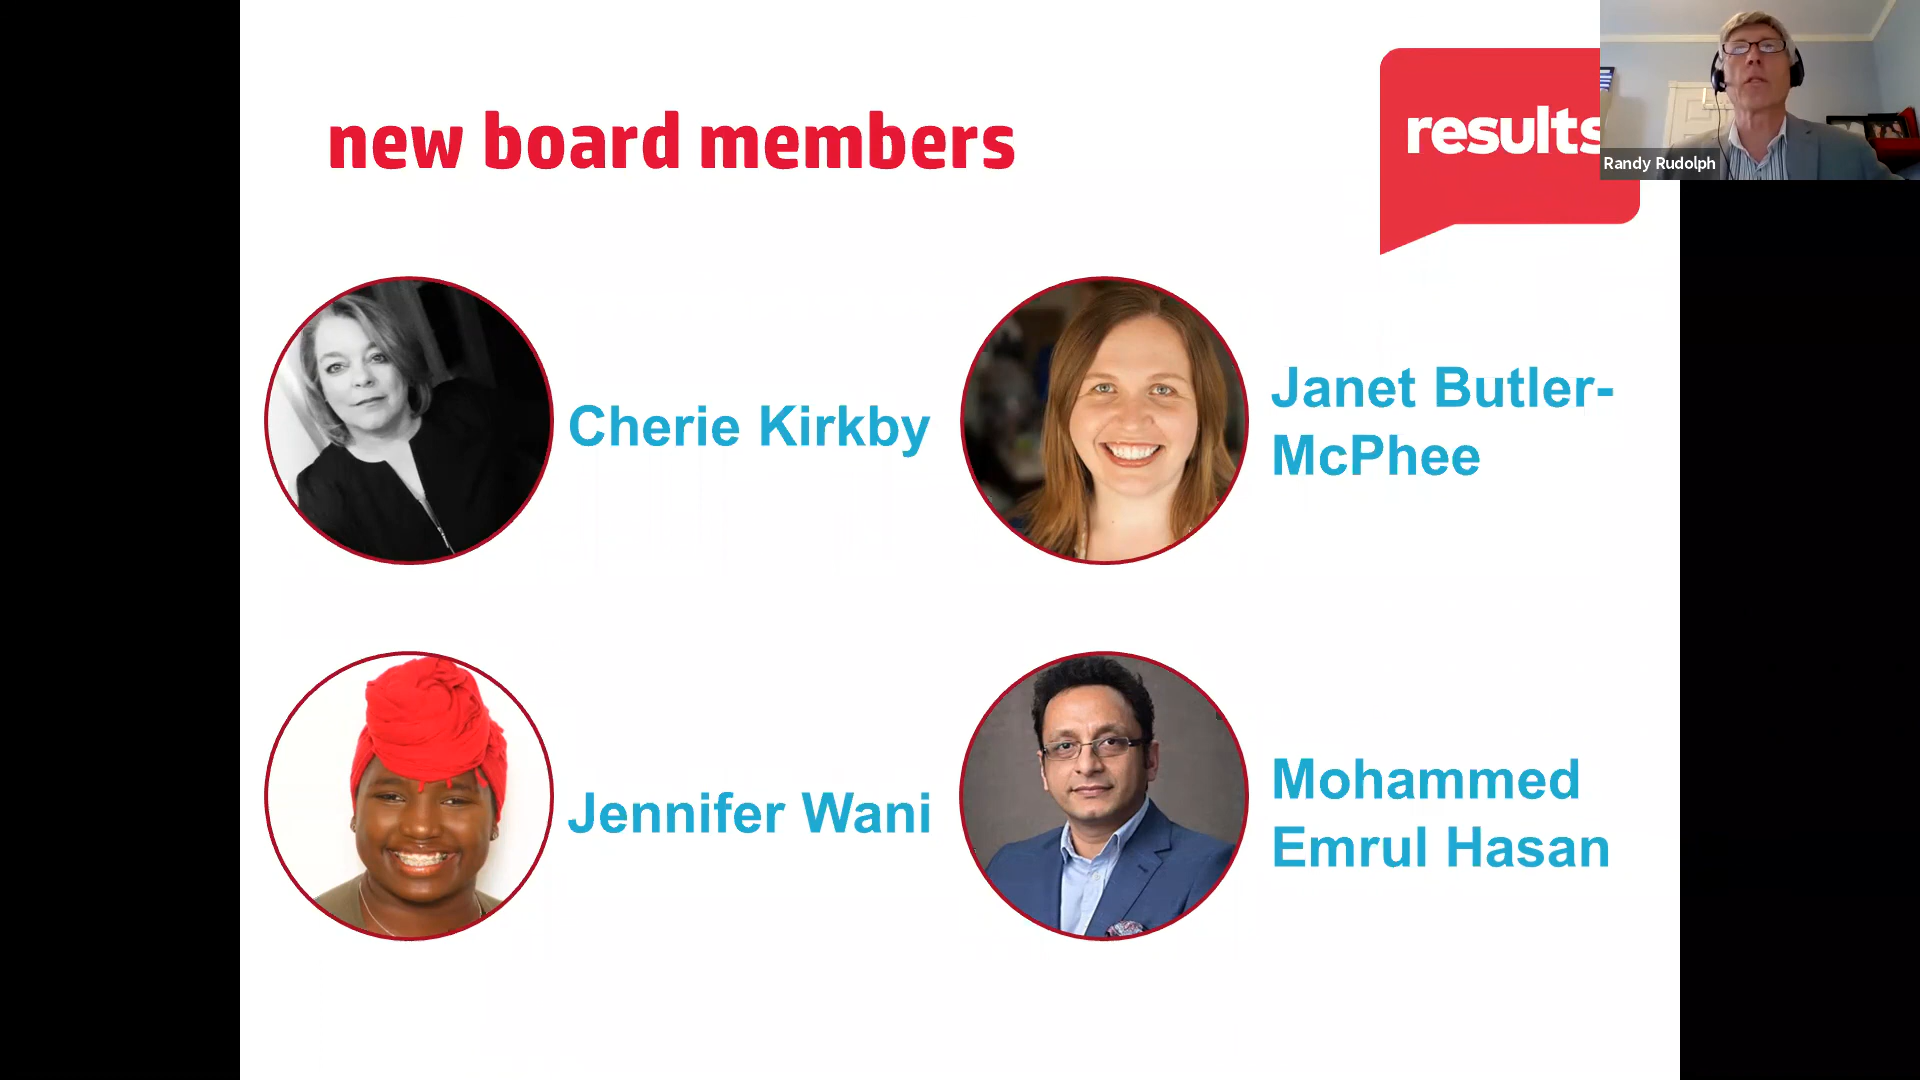 new board members
results
Randy Rudolph
Cherie Kirkby
Janet Butler-
McPhee
Jennifer Wani
Mohammed
Emrul Hasan